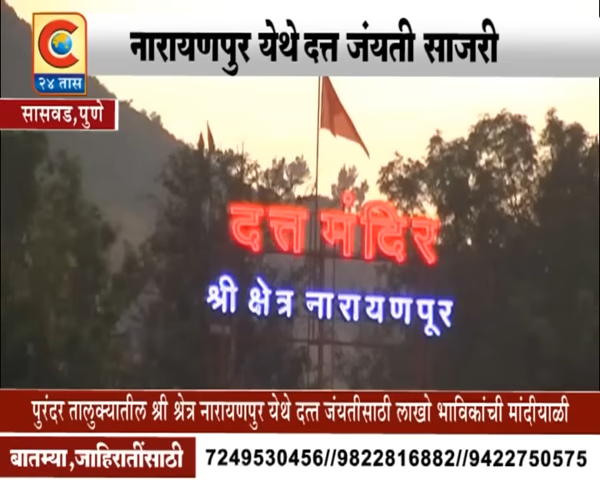 नारायणपुर येथे दत्त जंयती साजरी
C
२४ तास
सासवड,पुणे
दत्त मंदिर
श्री क्षेत्र नारायणपूर
पुरंदर तालुक्यातील श्री श्रेत्र नारायणपुर येथे दत्त जंयतीसाठी लाखो भाविकांची मांदीयाळी
बातम्या,जाहिरातींसाठी
7249530456//9822816882//9422750575